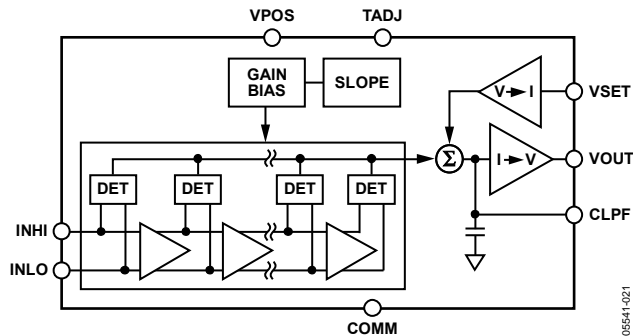 VPOS
TADJ
GAIN
BIAS
SLOPE
V I
VSET
Σ
I V
VOUT
DET
DET
DET
DET
CLPF
INHI
INLO
COMM
05541-021